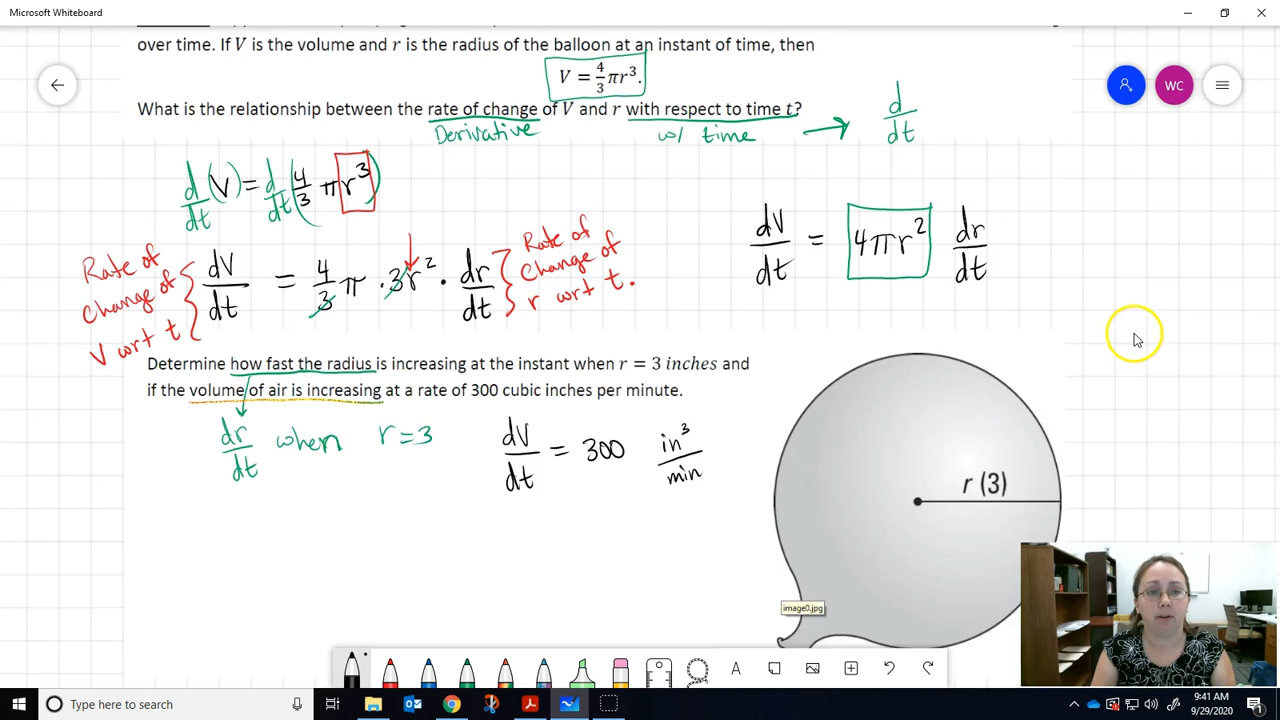 Microsoft Whiteboard
over time. If V is the volume and r is the radius of the balloon at an instant of time, then
V = 4/3 πr³.
What is the relationship between the rate of change of V and r with respect to time t?
Derivative w/ time → d/dt
d/dt (V) = d/dt (4/3 π r³)
Rate of
Change of
V wrt t
dV/dt = 4/3 π · 3r² · dr/dt
Rate of
Change of
r wrt t.
dV/dt = 4πr² dr/dt
Determine how fast the radius is increasing at the instant when r = 3 inches and
if the volume of air is increasing at a rate of 300 cubic inches per minute.
dr/dt when r = 3
dV/dt = 300 in³/min
r (3)
image0.jpg
WC
A
Type here to search
9:41 AM
9/29/2020